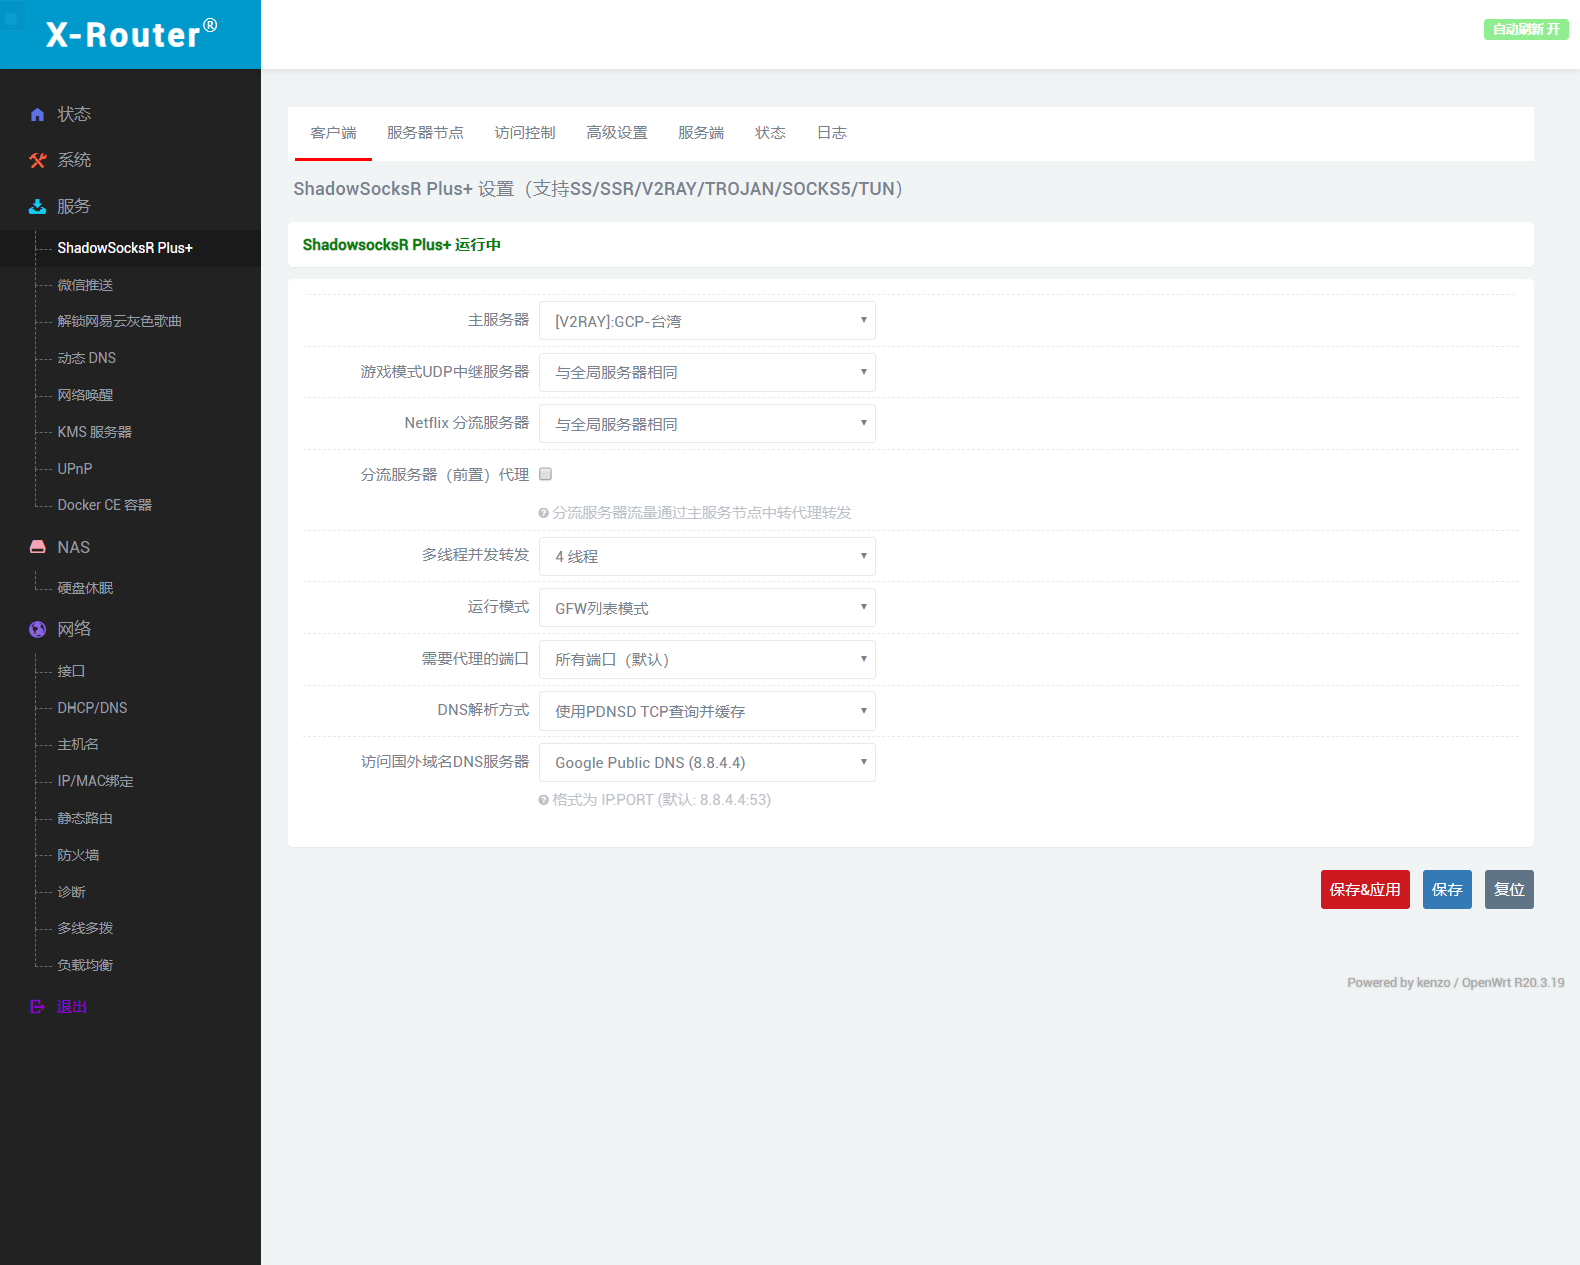 X-Router®
自动刷新 开
状态
系统
服务
ShadowSocksR Plus+
微信推送
解锁网易云灰色歌曲
动态 DNS
网络唤醒
KMS 服务器
UPnP
Docker CE 容器
NAS
硬盘休眠
网络
接口
DHCP/DNS
主机名
IP/MAC绑定
静态路由
防火墙
诊断
多线多拨
负载均衡
退出
客户端 服务器节点 访问控制 高级设置 服务端 状态 日志
ShadowSocksR Plus+ 设置（支持SS/SSR/V2RAY/TROJAN/SOCKS5/TUN）
ShadowsocksR Plus+ 运行中
主服务器 [V2RAY]:GCP-台湾
游戏模式UDP中继服务器 与全局服务器相同
Netflix 分流服务器 与全局服务器相同
分流服务器（前置）代理
分流服务器流量通过主服务节点中转代理转发
多线程并发转发 4 线程
运行模式 GFW列表模式
需要代理的端口 所有端口（默认）
DNS解析方式 使用PDNSD TCP查询并缓存
访问国外域名DNS服务器 Google Public DNS (8.8.4.4)
格式为 IP:PORT (默认: 8.8.4.4:53)
保存&应用 保存 复位
Powered by kenzo / OpenWrt R20.3.19